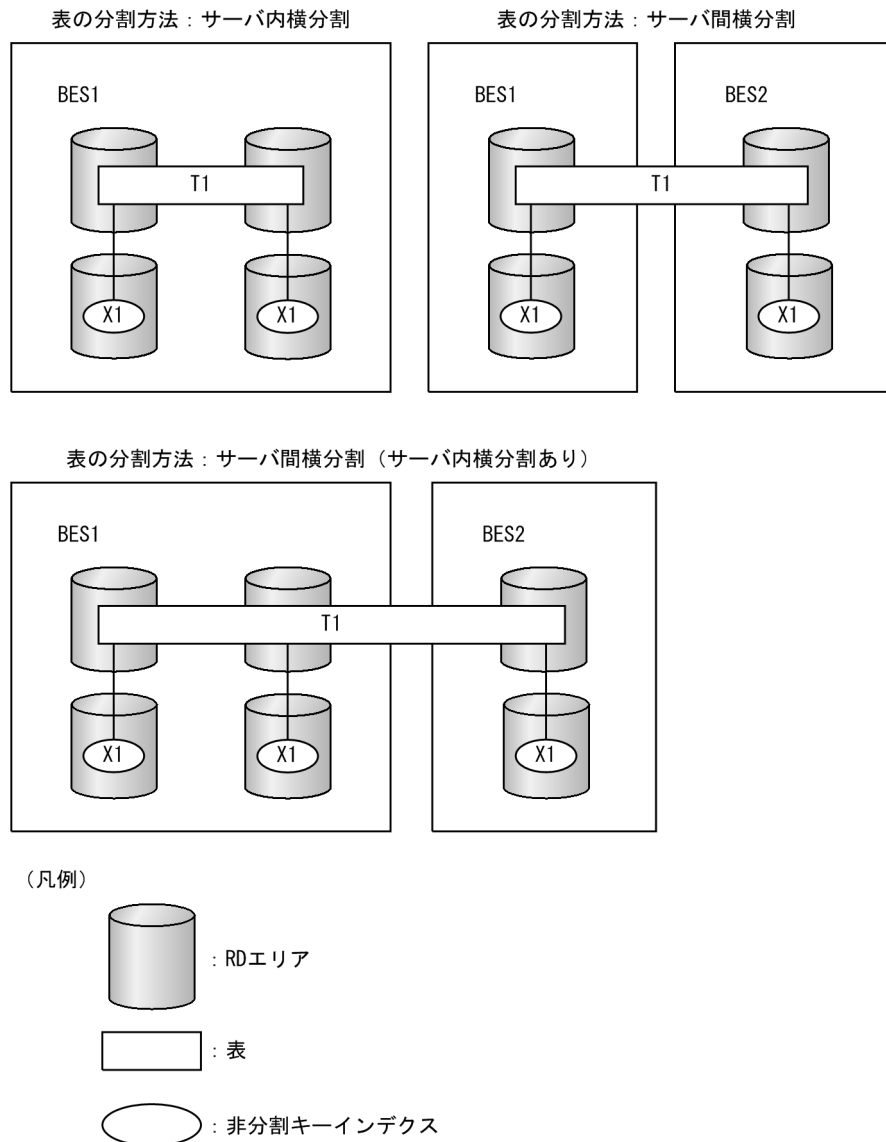 表の分割方法：サーバ内横分割
表の分割方法：サーバ間横分割
BES1
T1
X1
X1
BES1
BES2
T1
X1
X1
表の分割方法：サーバ間横分割（サーバ内横分割あり）
BES1
BES2
T1
X1
X1
X1
（凡例）
：RDエリア
：表
：非分割キーインデクス